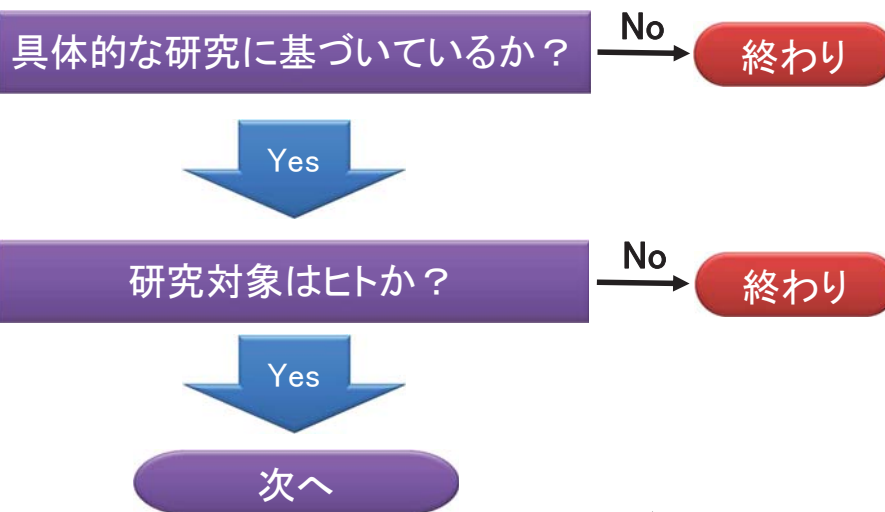 具体的な研究に基づいているか？
No
終わり
Yes
研究対象はヒトか？
No
終わり
Yes
次へ